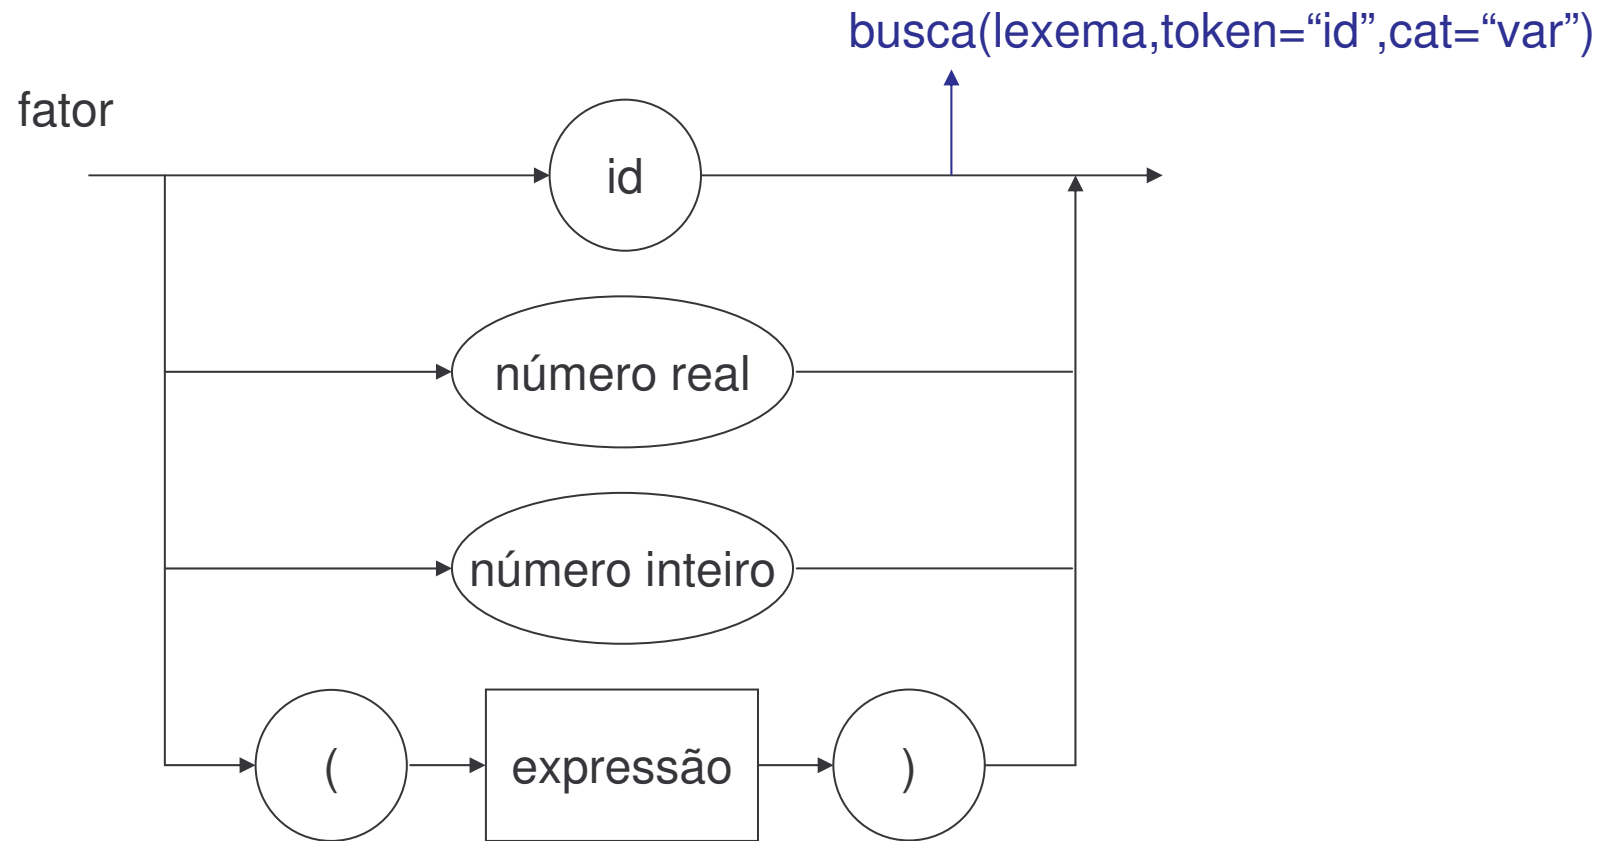 busca(lexema,token=“id”,cat=“var”)
fator
id
número real
número inteiro
(
expressão
)